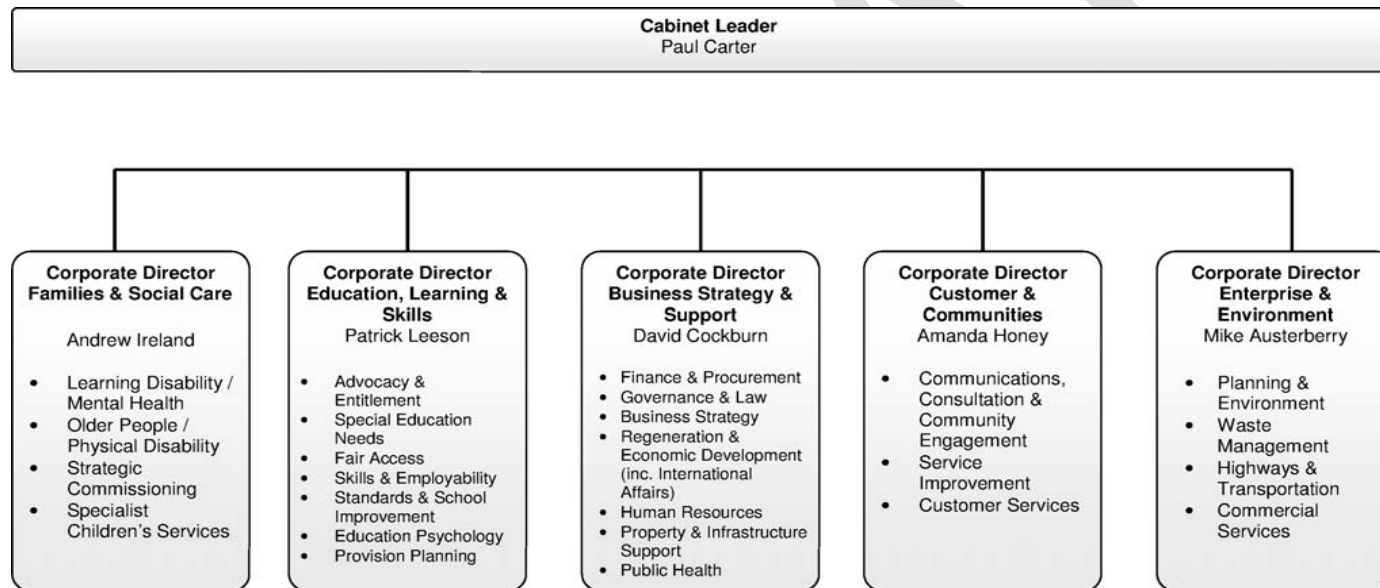 Cabinet Leader
Paul Carter
Corporate Director
Families & Social Care
Andrew Ireland
• Learning Disability /
Mental Health
• Older People /
Physical Disability
• Strategic
Commissioning
• Specialist
Children's Services
Corporate Director
Education, Learning &
Skills
Patrick Leeson
• Advocacy &
Entitlement
• Special Education
Needs
• Fair Access
• Skills & Employability
• Standards & School
Improvement
• Education Psychology
• Provision Planning
Corporate Director
Business Strategy &
Support
David Cockburn
• Finance & Procurement
• Governance & Law
• Business Strategy
• Regeneration &
Economic Development
(inc. International
Affairs)
• Human Resources
• Property & Infrastructure
Support
• Public Health
Corporate Director
Customer &
Communities
Amanda Honey
• Communications,
Consultation &
Community
Engagement
• Service
Improvement
• Customer Services
Corporate Director
Enterprise &
Environment
Mike Austerberry
• Planning &
Environment
• Waste
Management
• Highways &
Transportation
• Commercial
Services